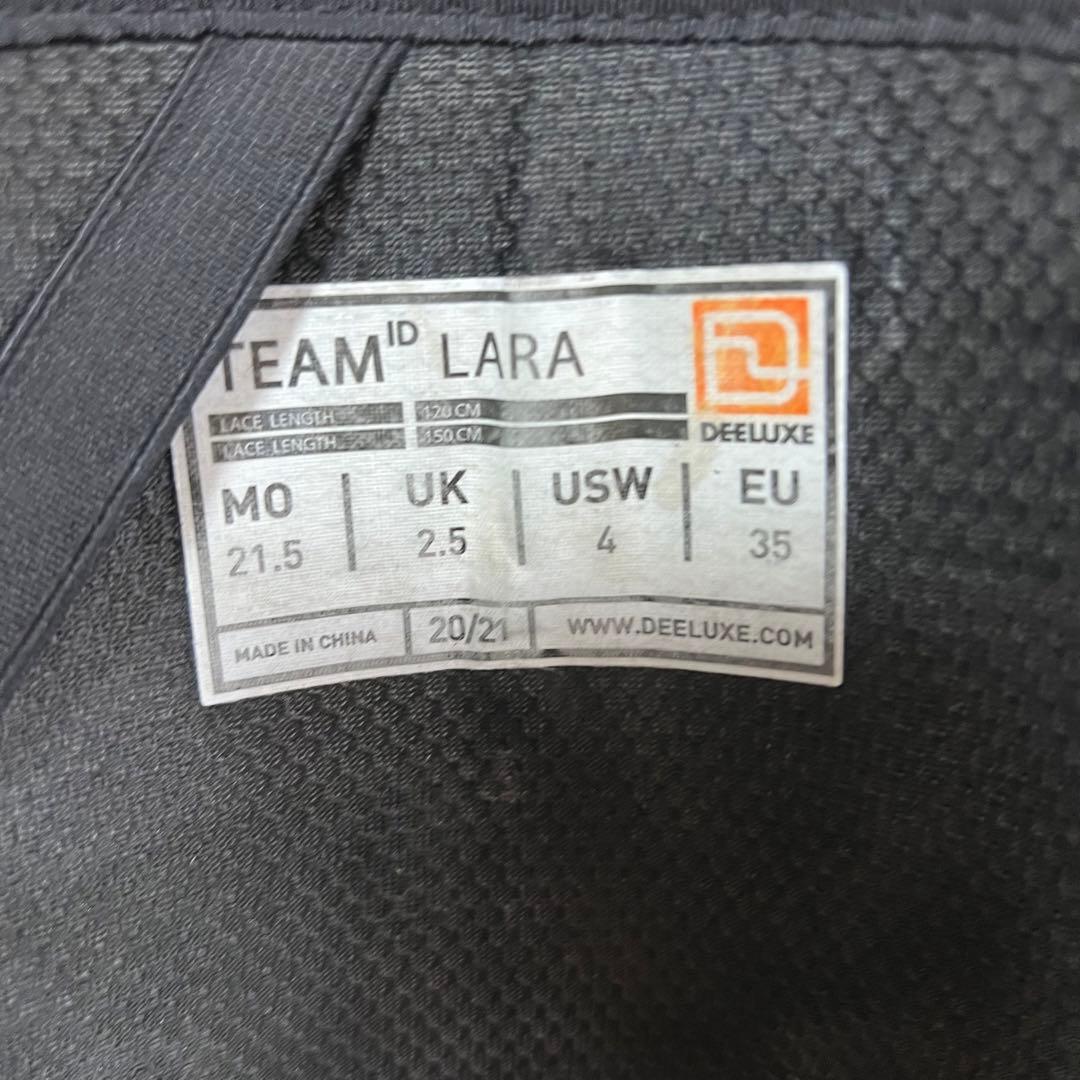 TEAM ID LARA
DEELUXE
LACE LENGTH 120 CM
LACE LENGTH 150 CM
MO UK USW EU
21.5 2.5 4 35
MADE IN CHINA 20/21 WWW.DEELUXE.COM